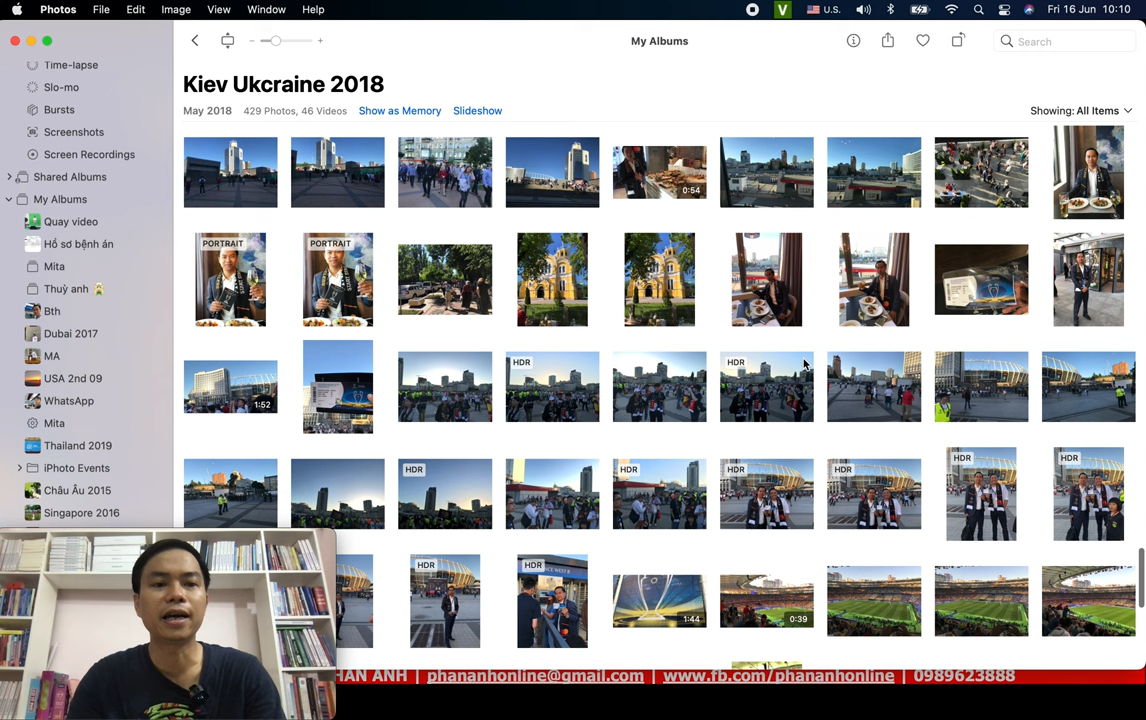 Photos File Edit Image View Window Help
V U.S. Fri 16 Jun 10:10
My Albums
Search
Time-lapse
Slo-mo
Bursts
Screenshots
Screen Recordings
Shared Albums
My Albums
Quay video
Hồ sơ bệnh án
Mita
Thuỳ anh
Bth
Dubai 2017
MA
USA 2nd 09
WhatsApp
Mita
Thailand 2019
iPhoto Events
Châu Âu 2015
Singapore 2016
Kiev Ukcraine 2018
May 2018 429 Photos, 46 Videos Show as Memory Slideshow
Showing: All Items
0:54
PORTRAIT PORTRAIT
HDR HDR
1:52
HDR HDR HDR HDR HDR HDR
HDR HDR
1:44 0:39
HAN ANH | phananhonline@gmail.com | www.fb.com/phananhonline | 0989623888